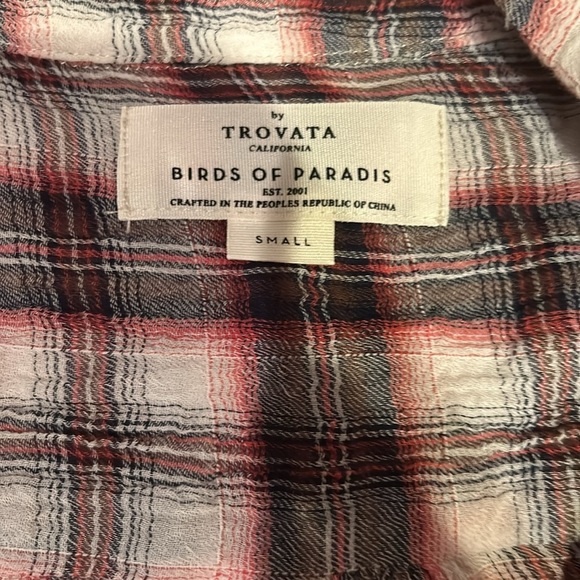 by
TROVATA
CALIFORNIA
BIRDS OF PARADIS
EST. 2001
CRAFTED IN THE PEOPLES REPUBLIC OF CHINA
SMALL